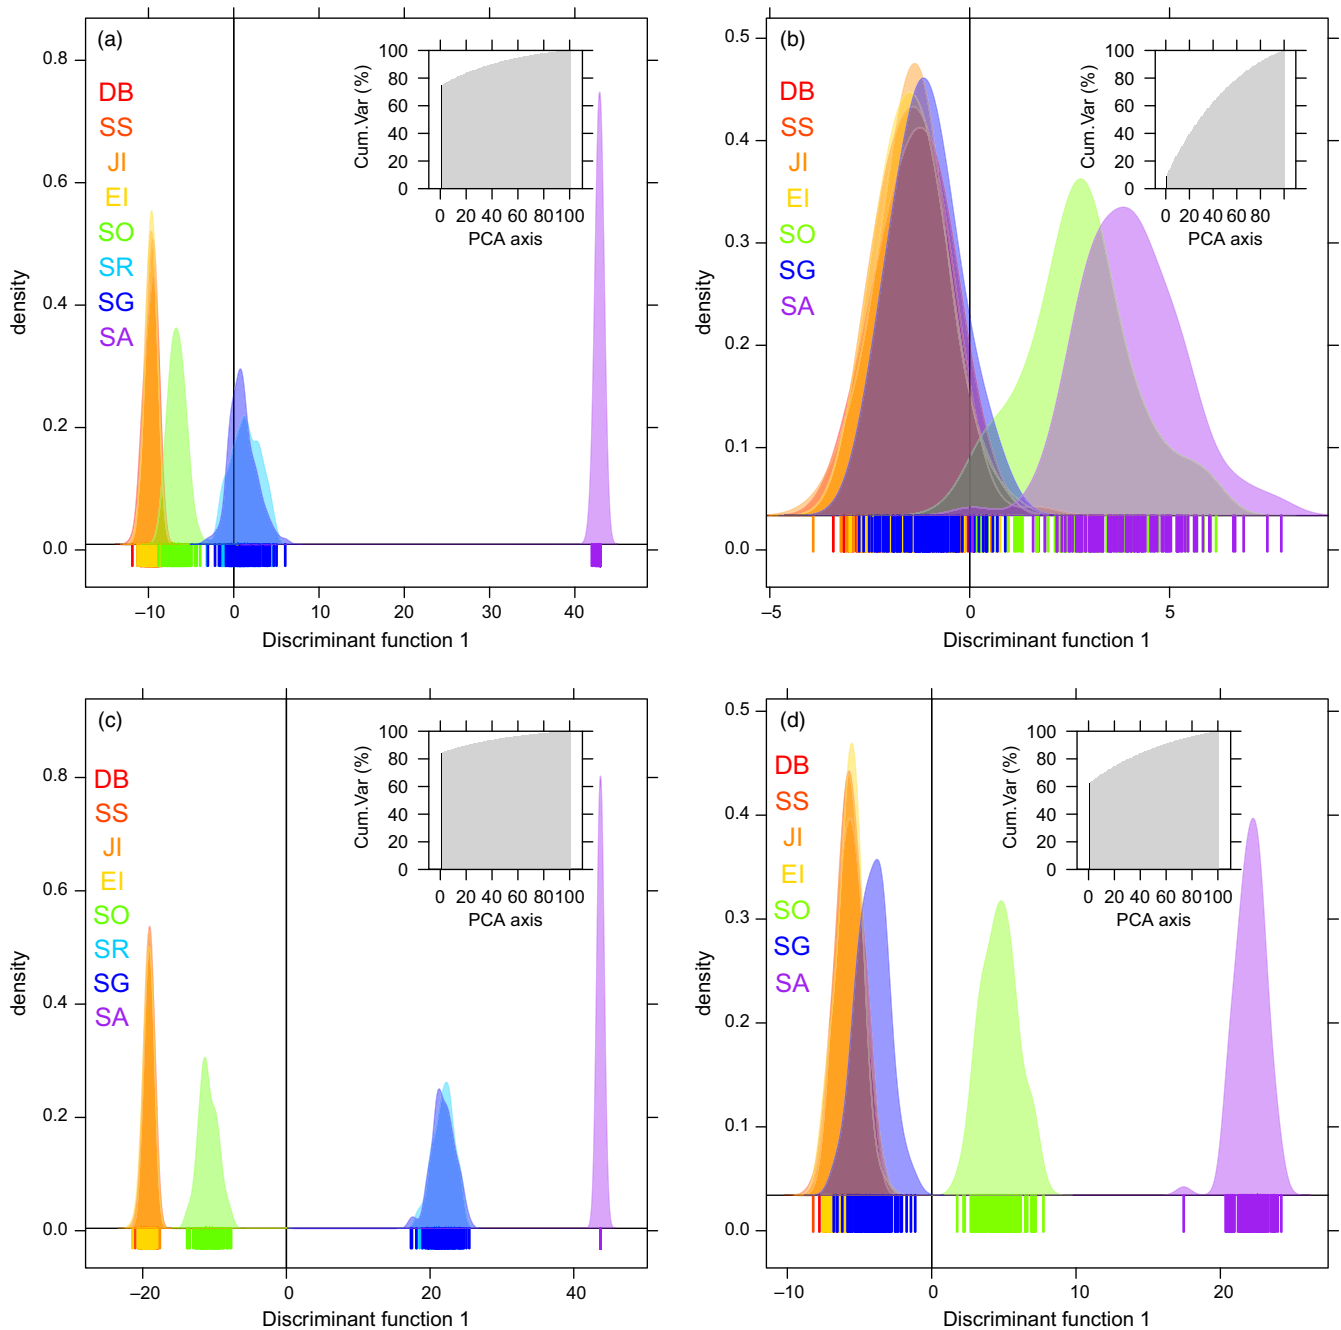 (a)
DB
SS
JI
EI
SO
SR
SG
SA
density
0.8
0.6
0.4
0.2
0.0
−10
0
10
20
30
40
Discriminant function 1
Cum.Var (%)
100
80
60
40
20
0
0 20 40 60 80 100
PCA axis
(b)
DB
SS
JI
EI
SO
SG
SA
density
0.5
0.4
0.3
0.2
0.1
0.0
−5
0
5
Discriminant function 1
Cum.Var (%)
100
80
60
40
20
0
0 20 40 60 80
PCA axis
(c)
DB
SS
JI
EI
SO
SR
SG
SA
density
0.8
0.6
0.4
0.2
0.0
−20
0
20
40
Discriminant function 1
Cum.Var (%)
100
80
60
40
20
0
0 20 40 60 80 100
PCA axis
(d)
DB
SS
JI
EI
SO
SG
SA
density
0.5
0.4
0.3
0.2
0.1
0.0
−10
0
10
20
Discriminant function 1
Cum.Var (%)
100
80
60
40
20
0
0 20 40 60 80 100
PCA axis